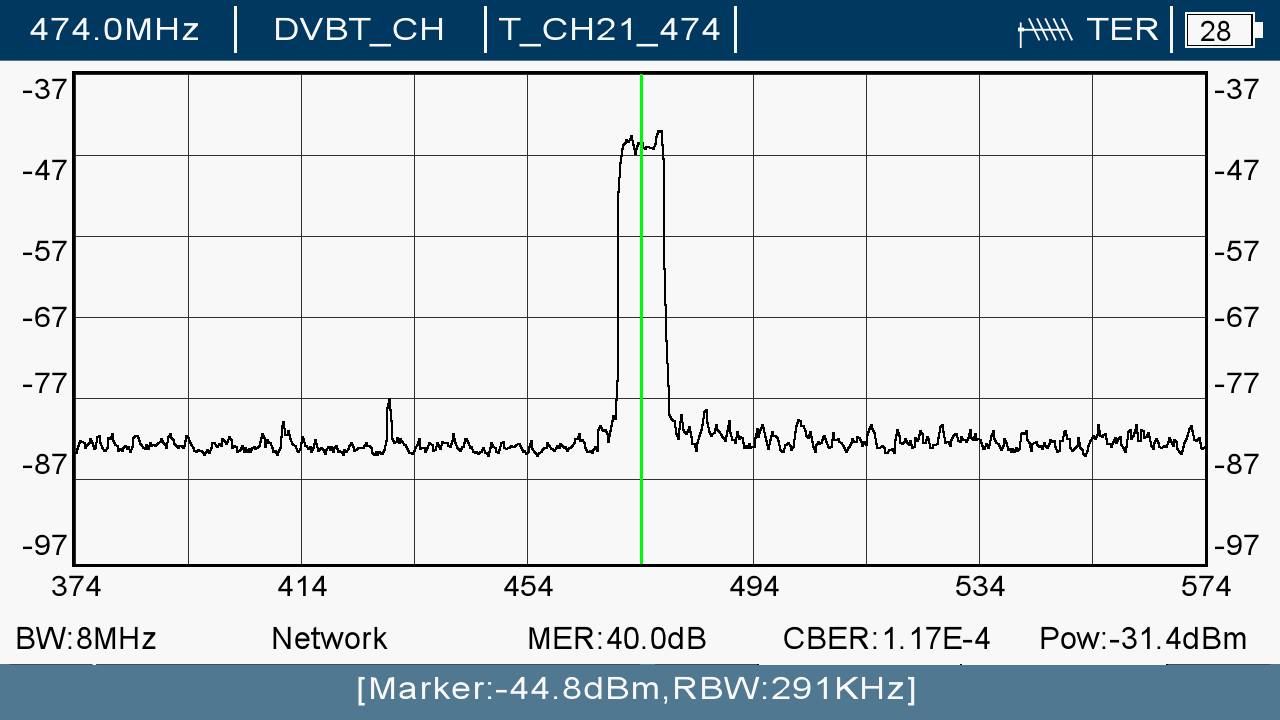 474.0MHz DVBT_CH T_CH21_474 TER 28
-37 -37
-47 -47
-57 -57
-67 -67
-77 -77
-87 -87
-97 -97
374 414 454 494 534 574
BW:8MHz Network MER:40.0dB CBER:1.17E-4 Pow:-31.4dBm
[Marker:-44.8dBm,RBW:291KHz]